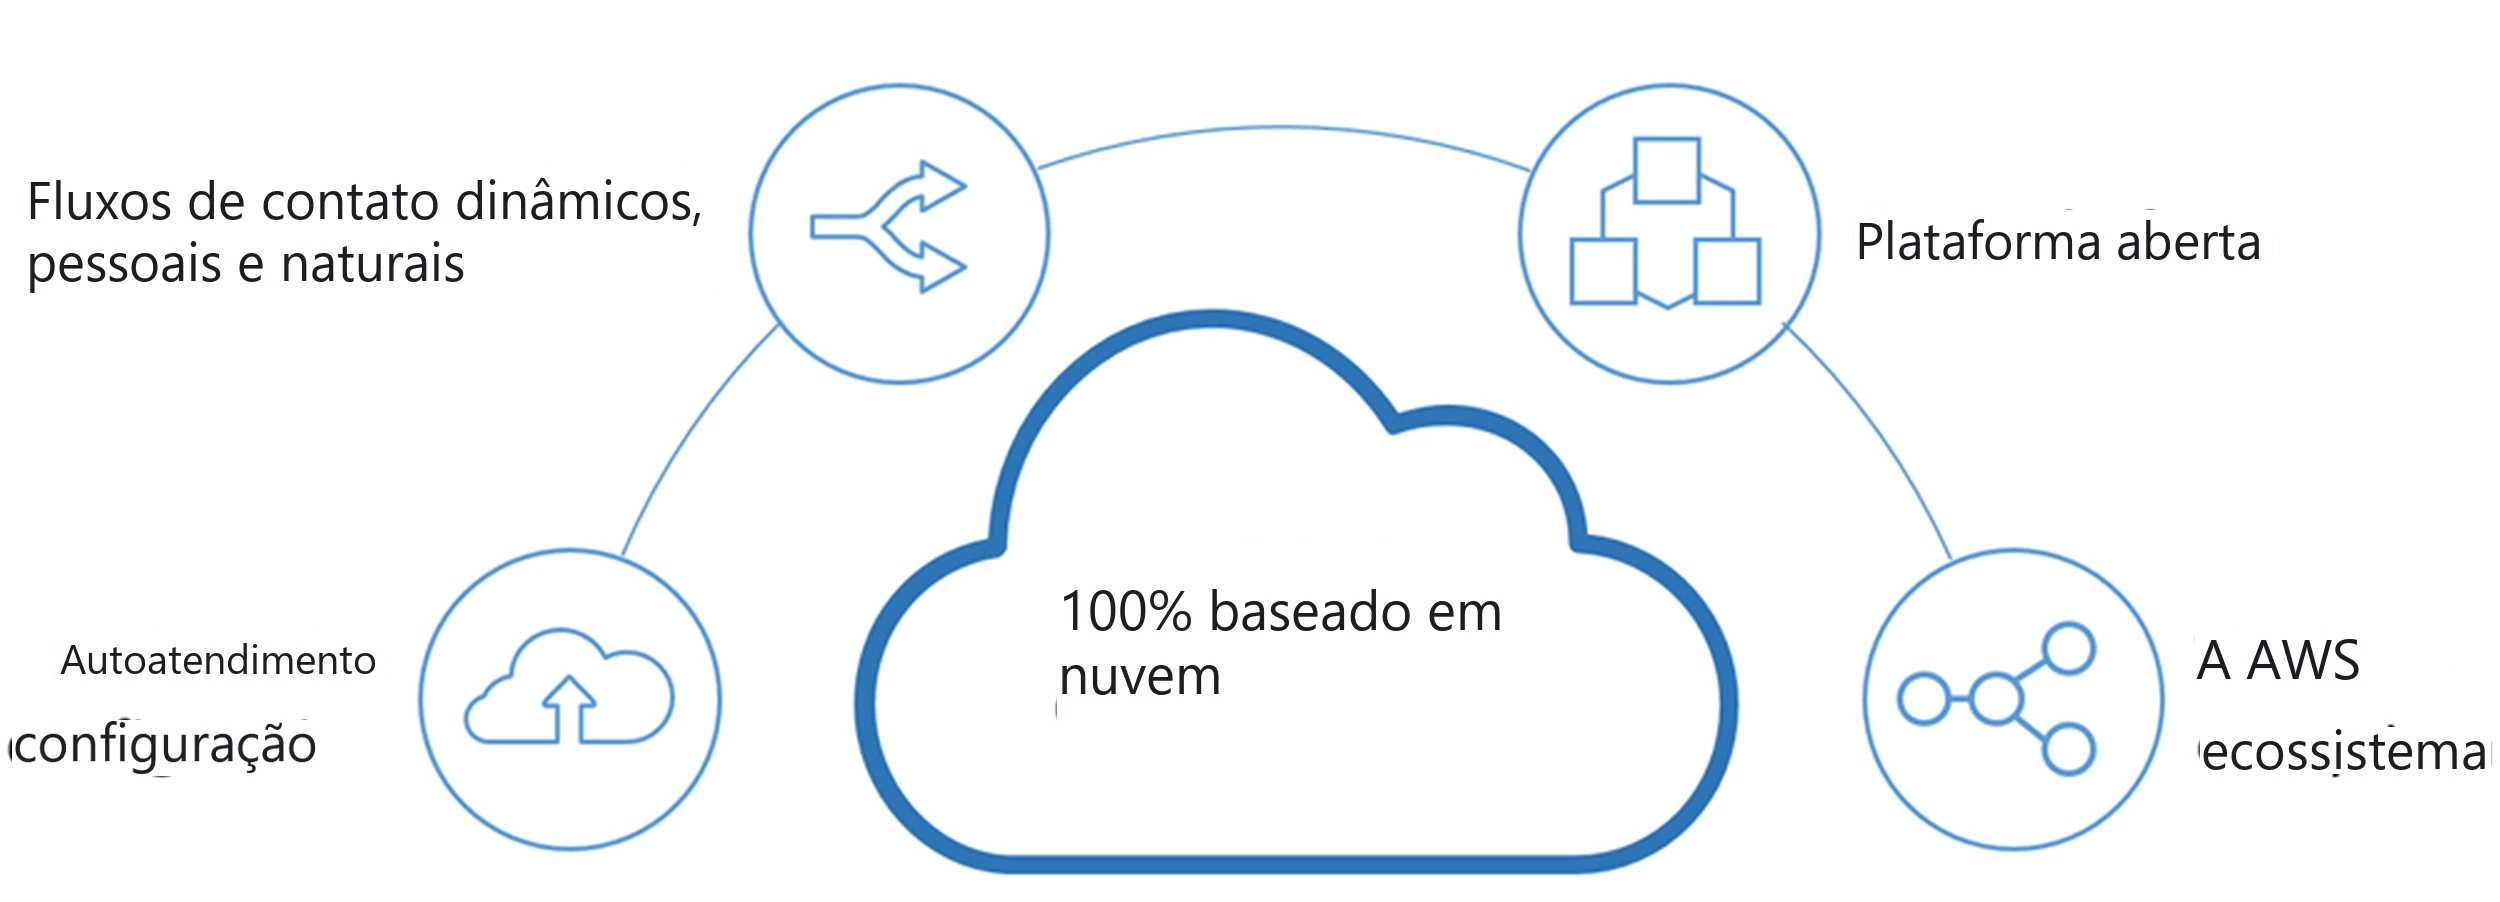 Fluxos de contato dinâmicos,
pessoais e naturais
Plataforma aberta
Autoatendimento
configuração
100% baseado em
nuvem
A AWS
ecossistema